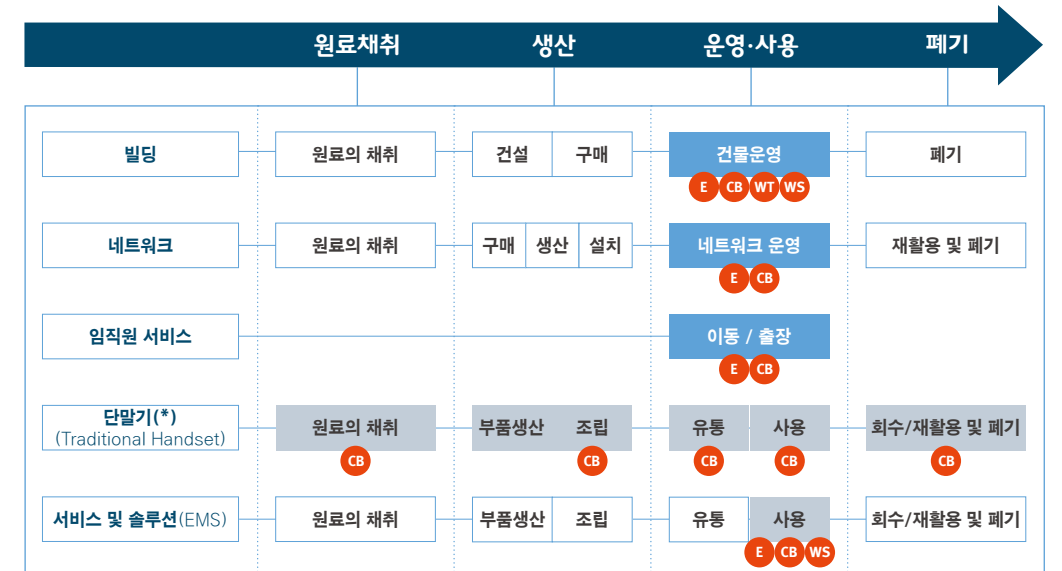 원료채취 생산 운영·사용 폐기
빌딩 원료의 채취 건설 구매 건물운영 폐기
E CB WT WS
네트워크 원료의 채취 구매 생산 설치 네트워크 운영 재활용 및 폐기
E CB
임직원 서비스 이동 / 출장
E CB
단말기(*)
(Traditional Handset) 원료의 채취 부품생산 조립 유통 사용 회수/재활용 및 폐기
CB CB CB CB CB
서비스 및 솔루션(EMS) 원료의 채취 부품생산 조립 유통 사용 회수/재활용 및 폐기
E CB WS